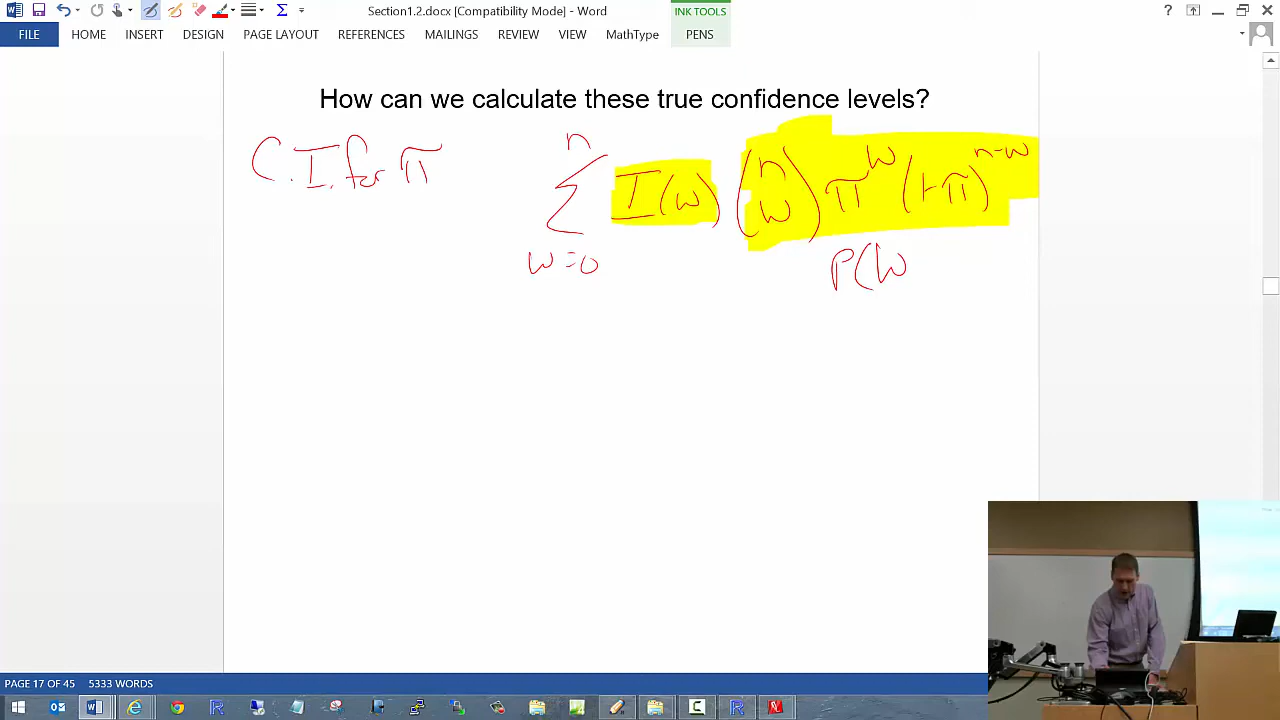 Section1.2.docx [Compatibility Mode] - Word
INK TOOLS
FILE HOME INSERT DESIGN PAGE LAYOUT REFERENCES MAILINGS REVIEW VIEW MathType PENS
How can we calculate these true confidence levels?
C.I. for π
n
∑ I(w) (n w) π^w (1-π)^(n-w)
w=0
P(W
PAGE 17 OF 45 5333 WORDS